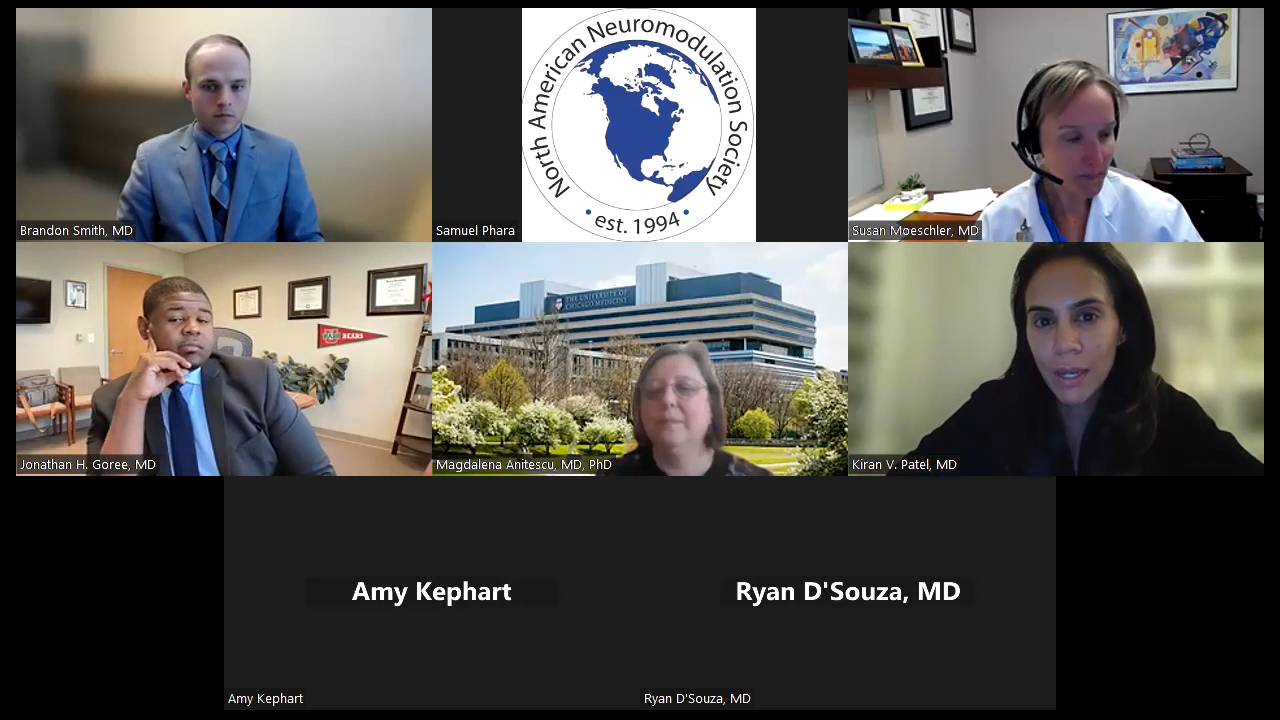 North American Neuromodulation Society
est. 1994
Brandon Smith, MD
Samuel Phara
Susan Moeschler, MD
THE UNIVERSITY OF
CHICAGO MEDICINE
BEARS
Jonathan H. Goree, MD
Magdalena Anitescu, MD, PhD
Kiran V. Patel, MD
Amy Kephart
Ryan D'Souza, MD
Amy Kephart
Ryan D'Souza, MD